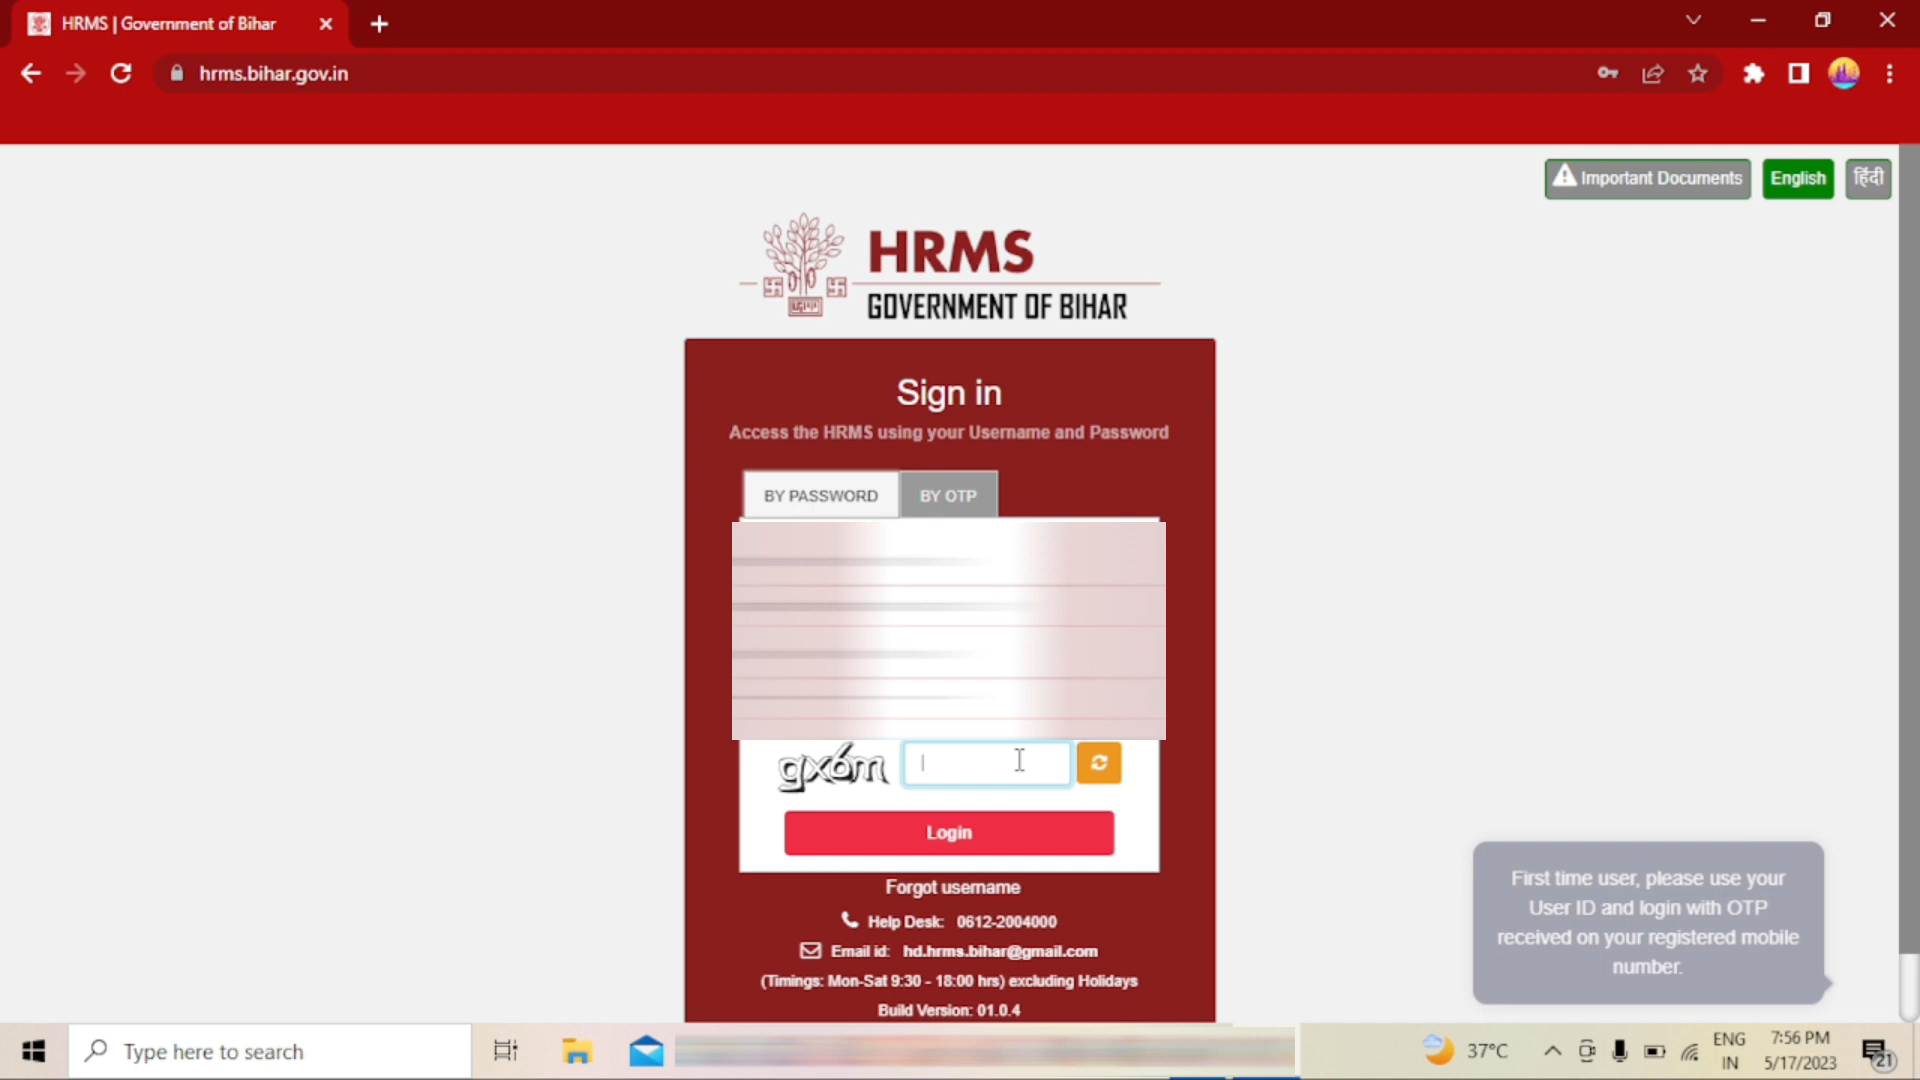 HRMS | Government of Bihar
hrms.bihar.gov.in
Important Documents English हिंदी
HRMS
GOVERNMENT OF BIHAR
Sign in
Access the HRMS using your Username and Password
BY PASSWORD BY OTP
gx6m
Login
Forgot username
Help Desk: 0612-2004000
Email id: hd.hrms.bihar@gmail.com
(Timings: Mon-Sat 9:30 - 18:00 hrs) excluding Holidays
Build Version: 01.0.4
First time user, please use your
User ID and login with OTP
received on your registered mobile
number.
Type here to search
37°C
ENG
IN
7:56 PM
5/17/2023
21